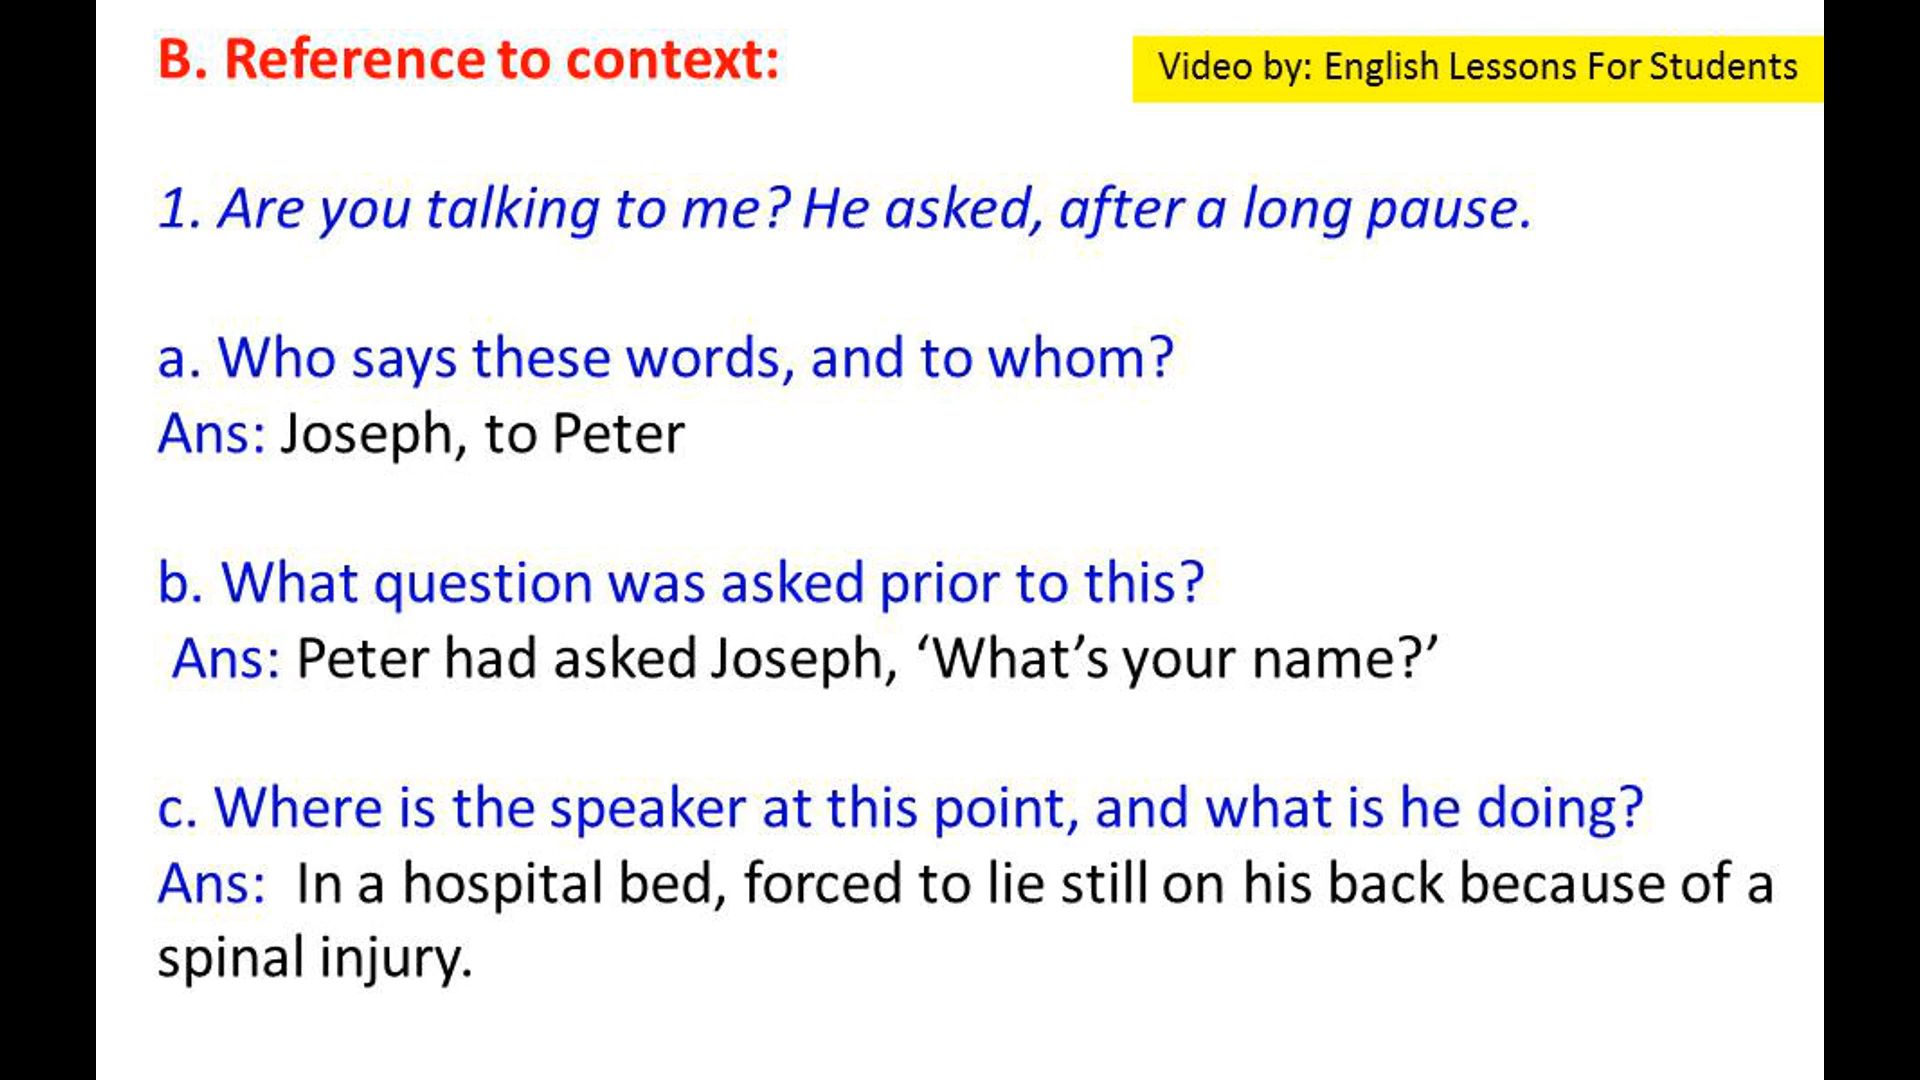 B. Reference to context:
Video by: English Lessons For Students
1. Are you talking to me? He asked, after a long pause.
a. Who says these words, and to whom?
Ans: Joseph, to Peter
b. What question was asked prior to this?
Ans: Peter had asked Joseph, ‘What’s your name?’
c. Where is the speaker at this point, and what is he doing?
Ans: In a hospital bed, forced to lie still on his back because of a
spinal injury.